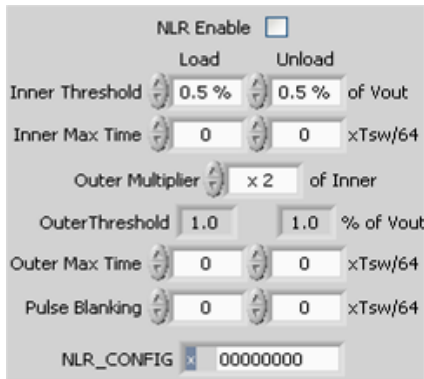 NLR Enable
Load Unload
Inner Threshold 0.5 % 0.5 % of Vout
Inner Max Time 0 0 xTsw/64
Outer Multiplier x 2 of Inner
OuterThreshold 1.0 1.0 % of Vout
Outer Max Time 0 0 xTsw/64
Pulse Blanking 0 0 xTsw/64
NLR_CONFIG x 00000000